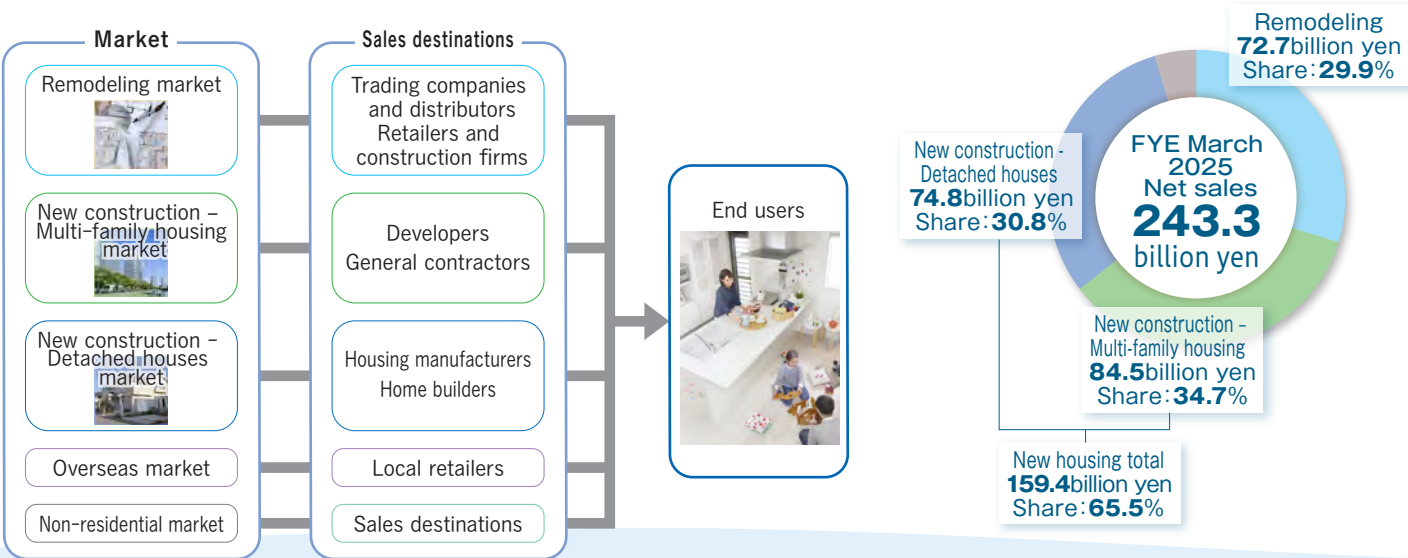 Market
Remodeling market
New construction –
Multi-family housing
market
New construction –
Detached houses
market
Overseas market
Non-residential market
Sales destinations
Trading companies
and distributors
Retailers and
construction firms
Developers
General contractors
Housing manufacturers
Home builders
Local retailers
Sales destinations
End users
Remodeling
72.7billion yen
Share:29.9%
New construction -
Detached houses
74.8billion yen
Share:30.8%
FYE March
2025
Net sales
243.3
billion yen
New construction –
Multi-family housing
84.5billion yen
Share:34.7%
New housing total
159.4billion yen
Share:65.5%